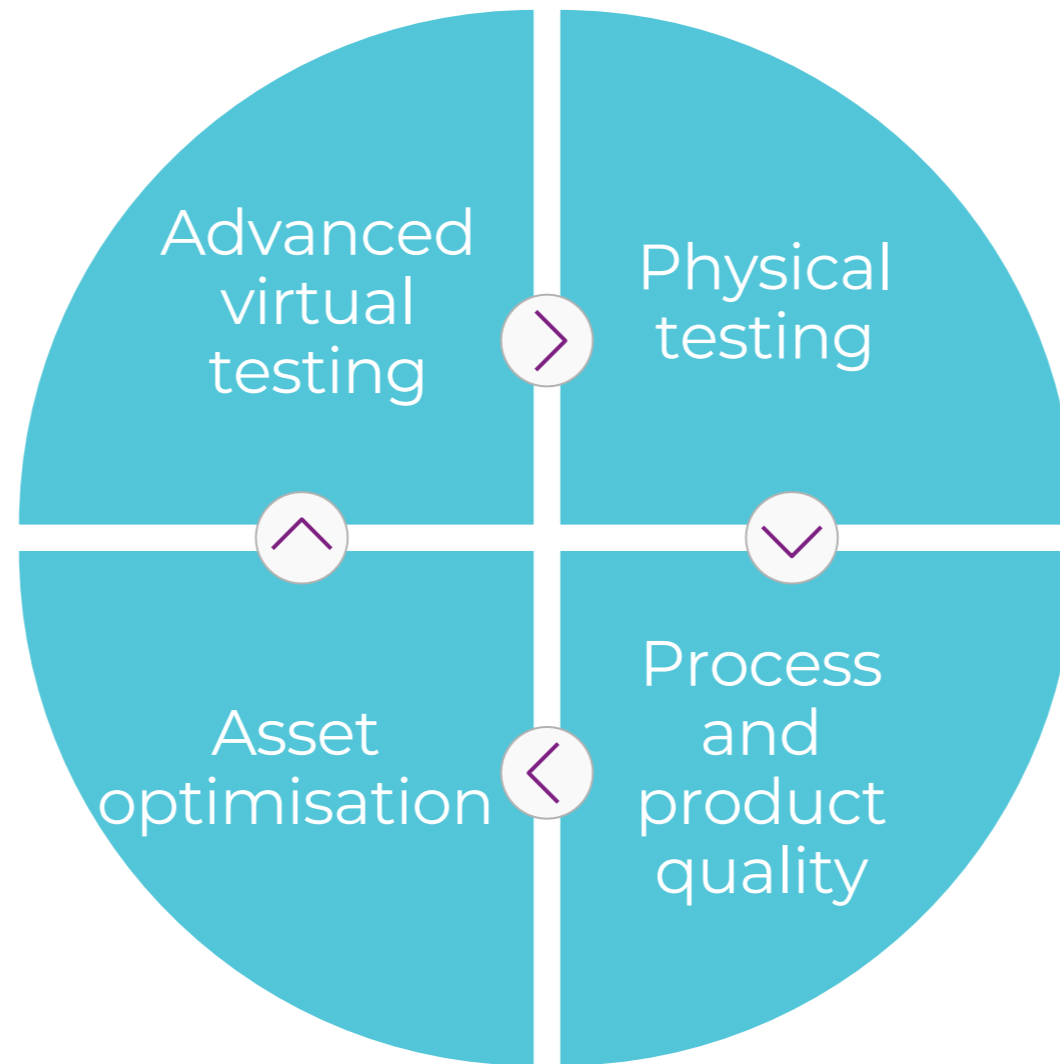 Advanced
virtual
testing
Physical
testing
Asset
optimisation
Process
and
product
quality